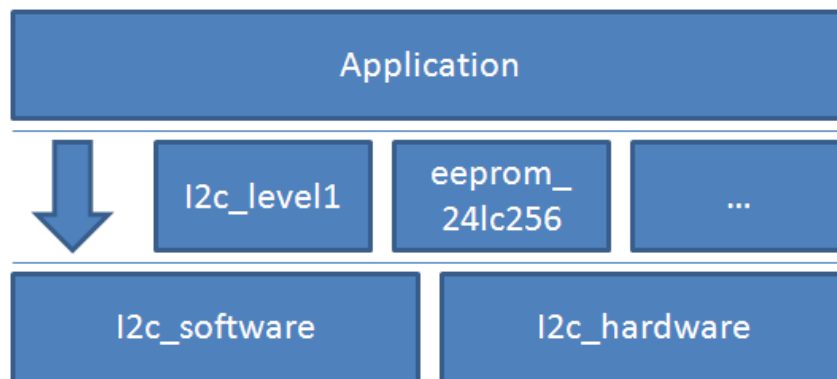 Application
I2c_level1
eeprom_
24lc256
...
I2c_software
I2c_hardware